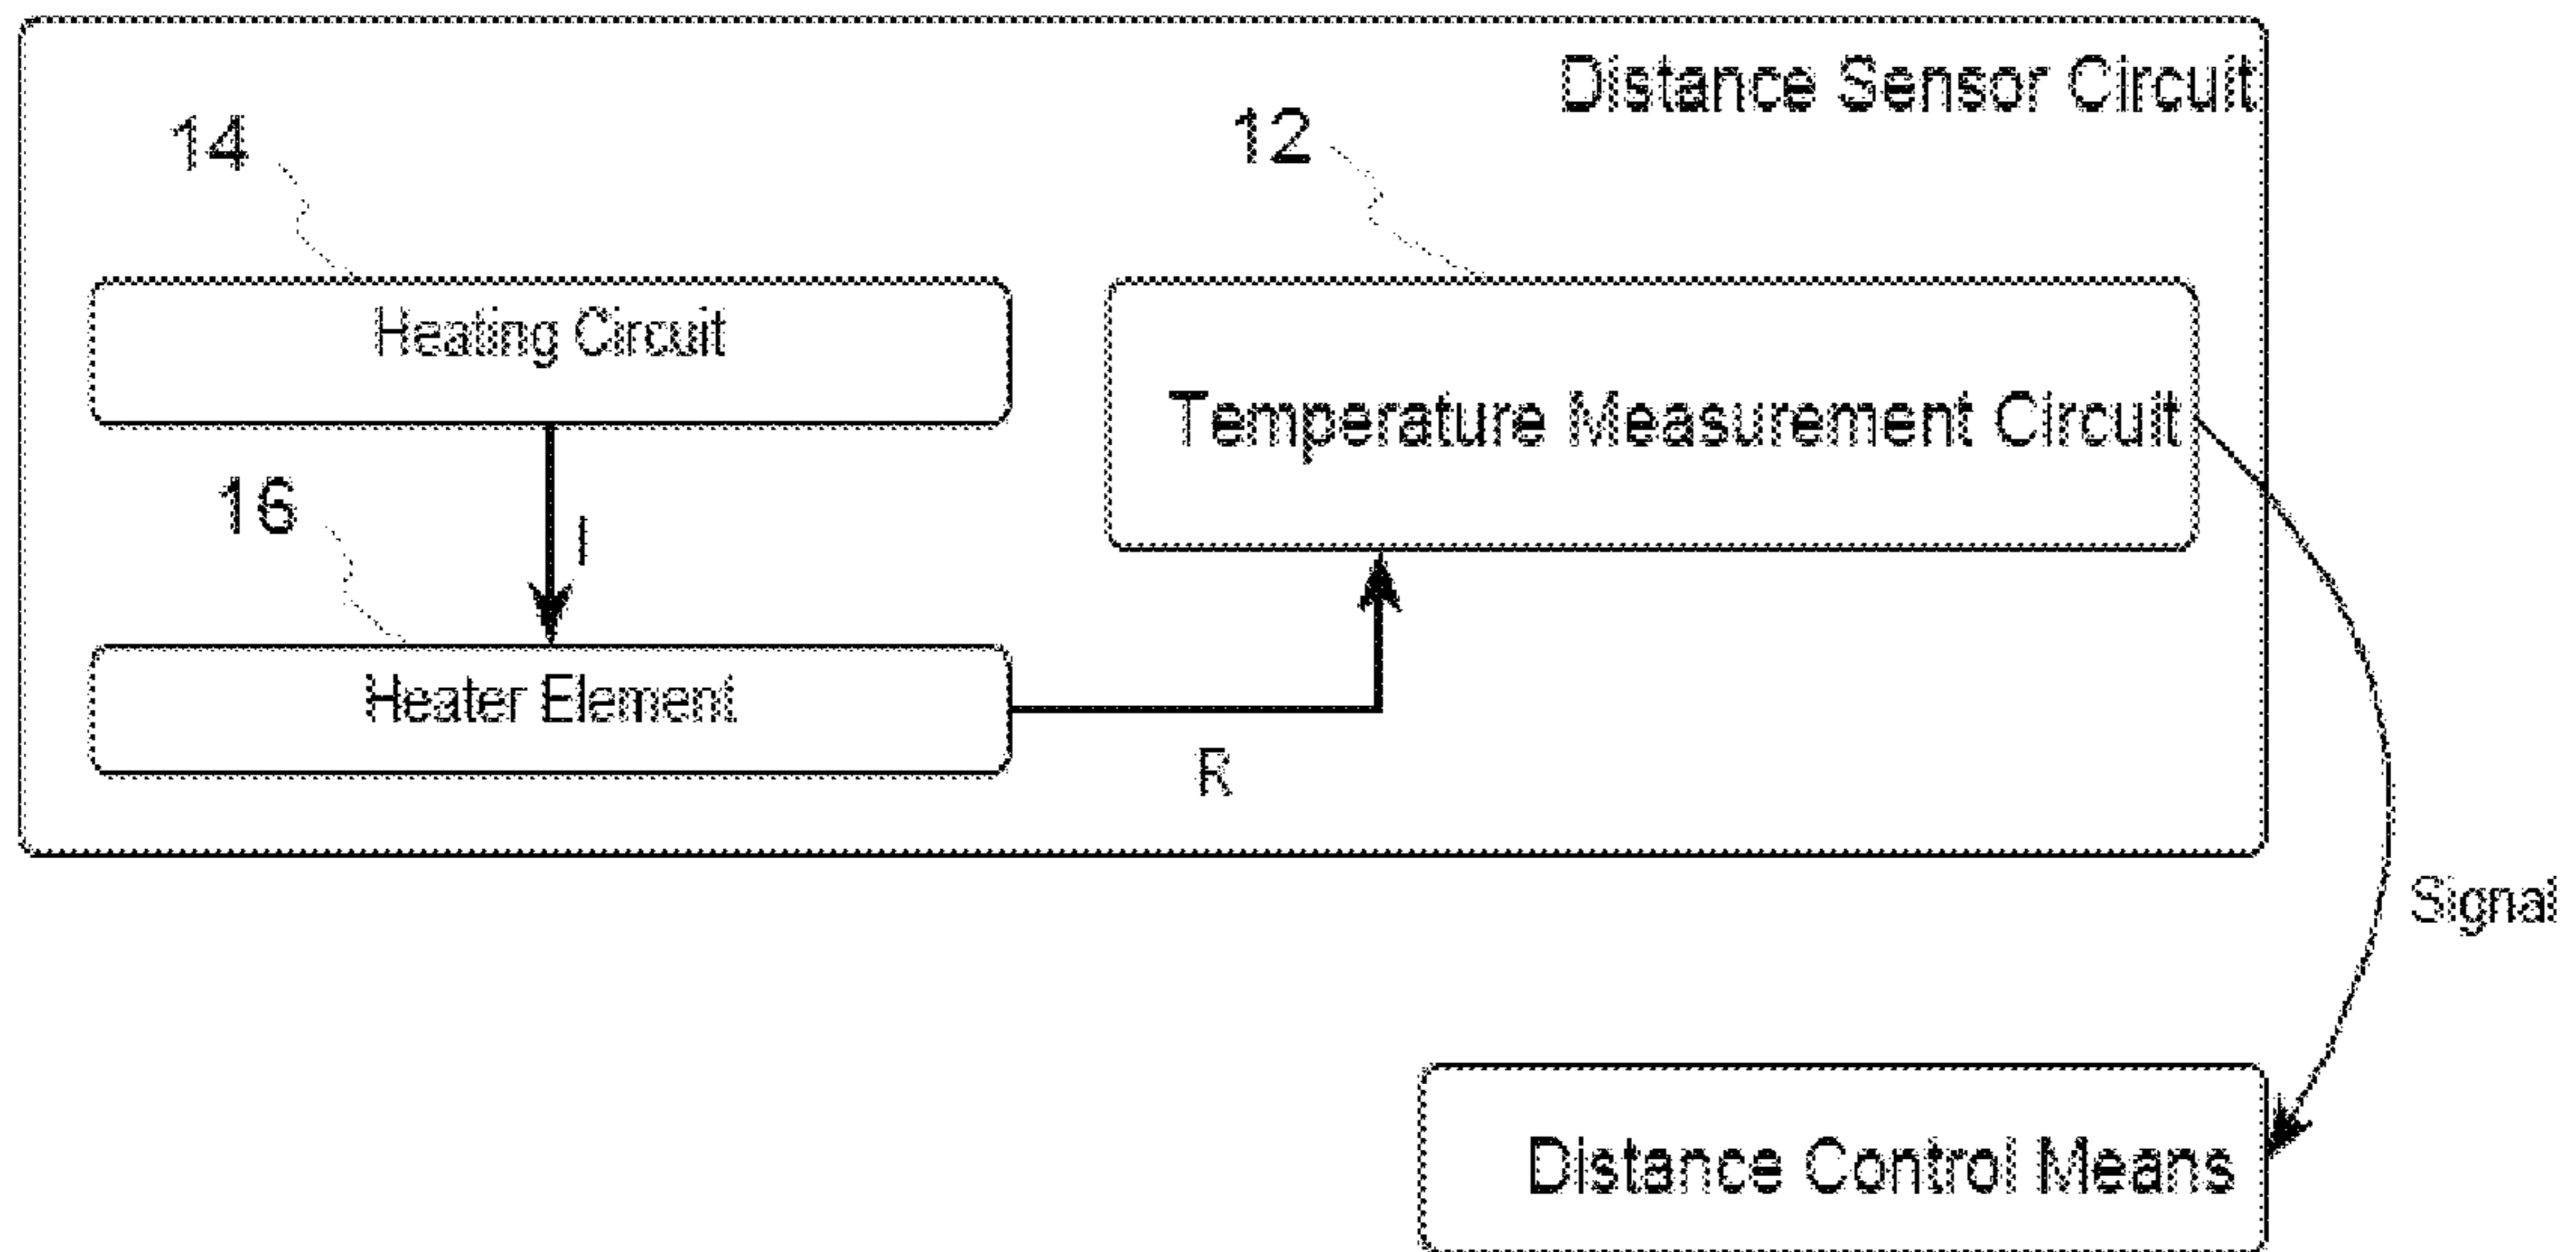 Distance Sensor Circuit
14
12
Heating Circuit
Temperature Measurement Circuit
16
I
Heater Element
R
Signal
Distance Control Means